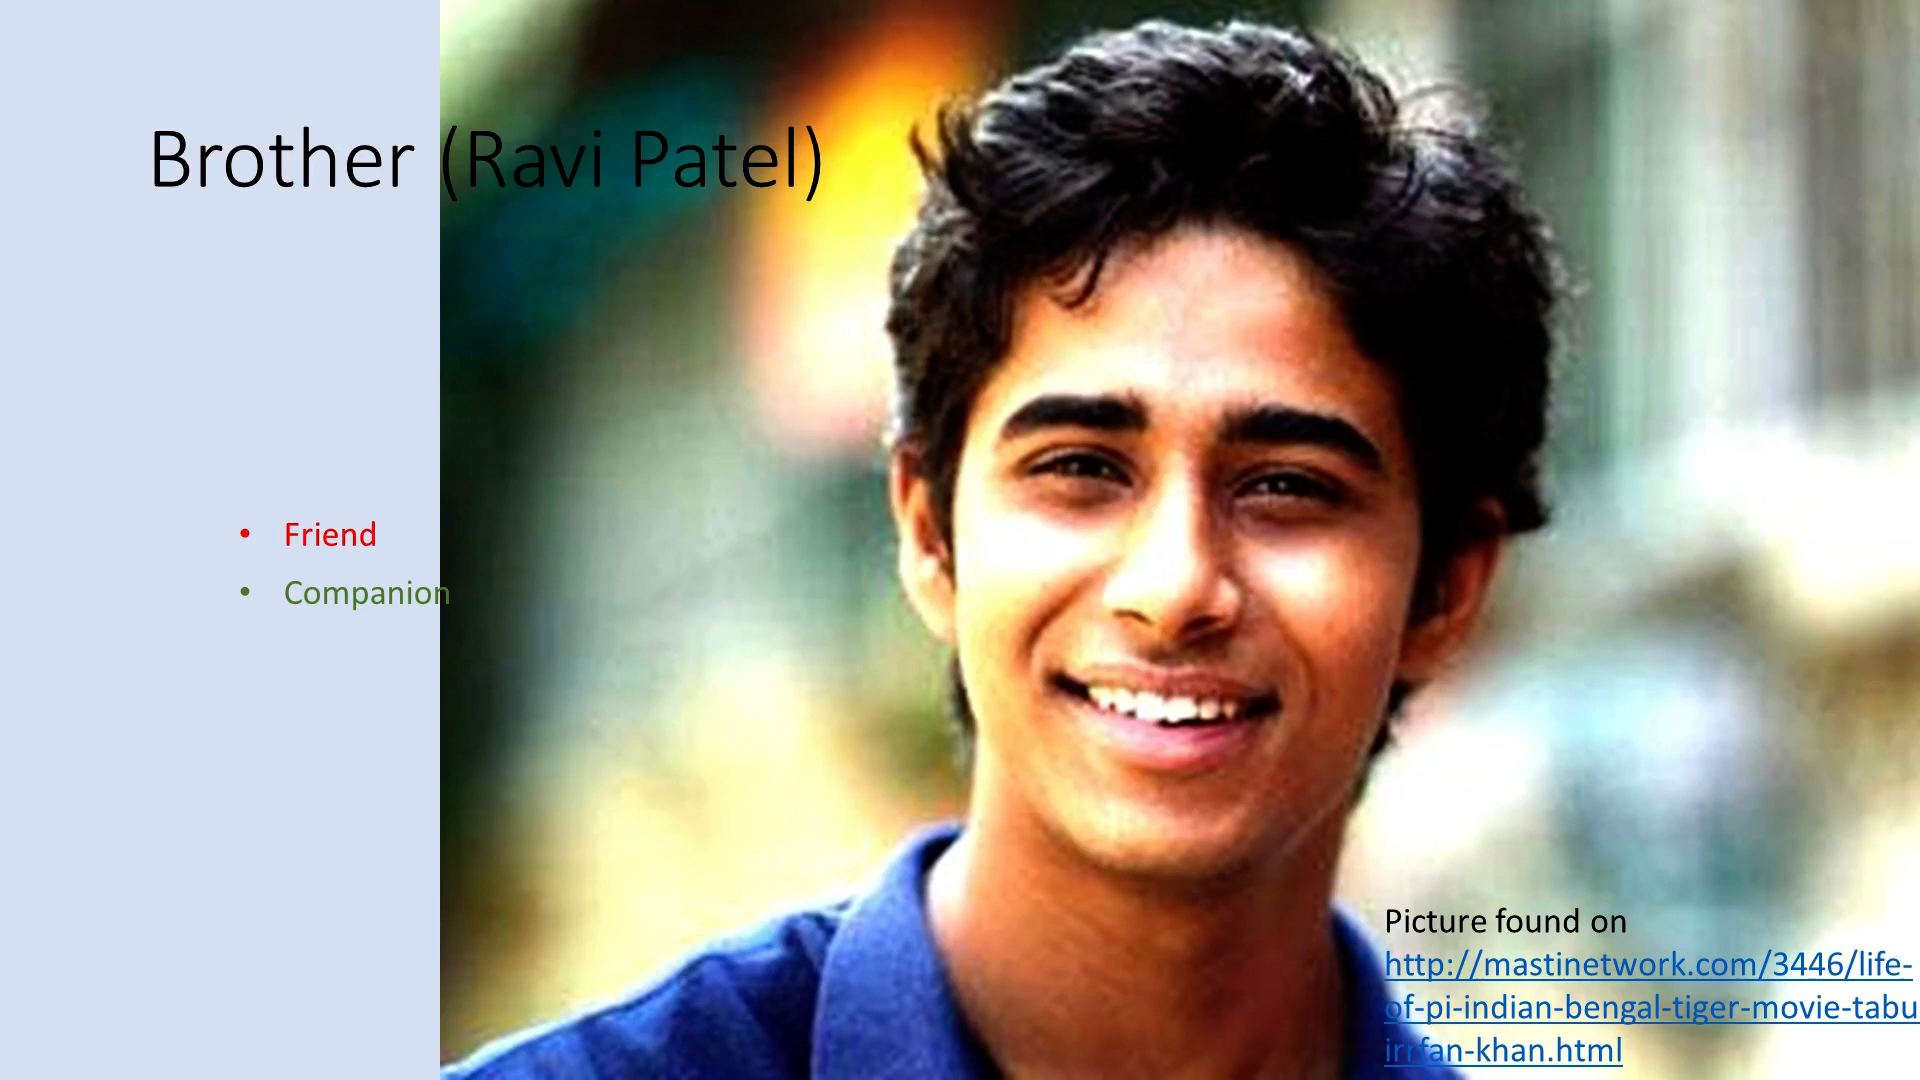 Brother (Ravi Patel)
• Friend
• Companion
Picture found on
http://mastinetwork.com/3446/life-
of-pi-indian-bengal-tiger-movie-tabu
irrfan-khan.html